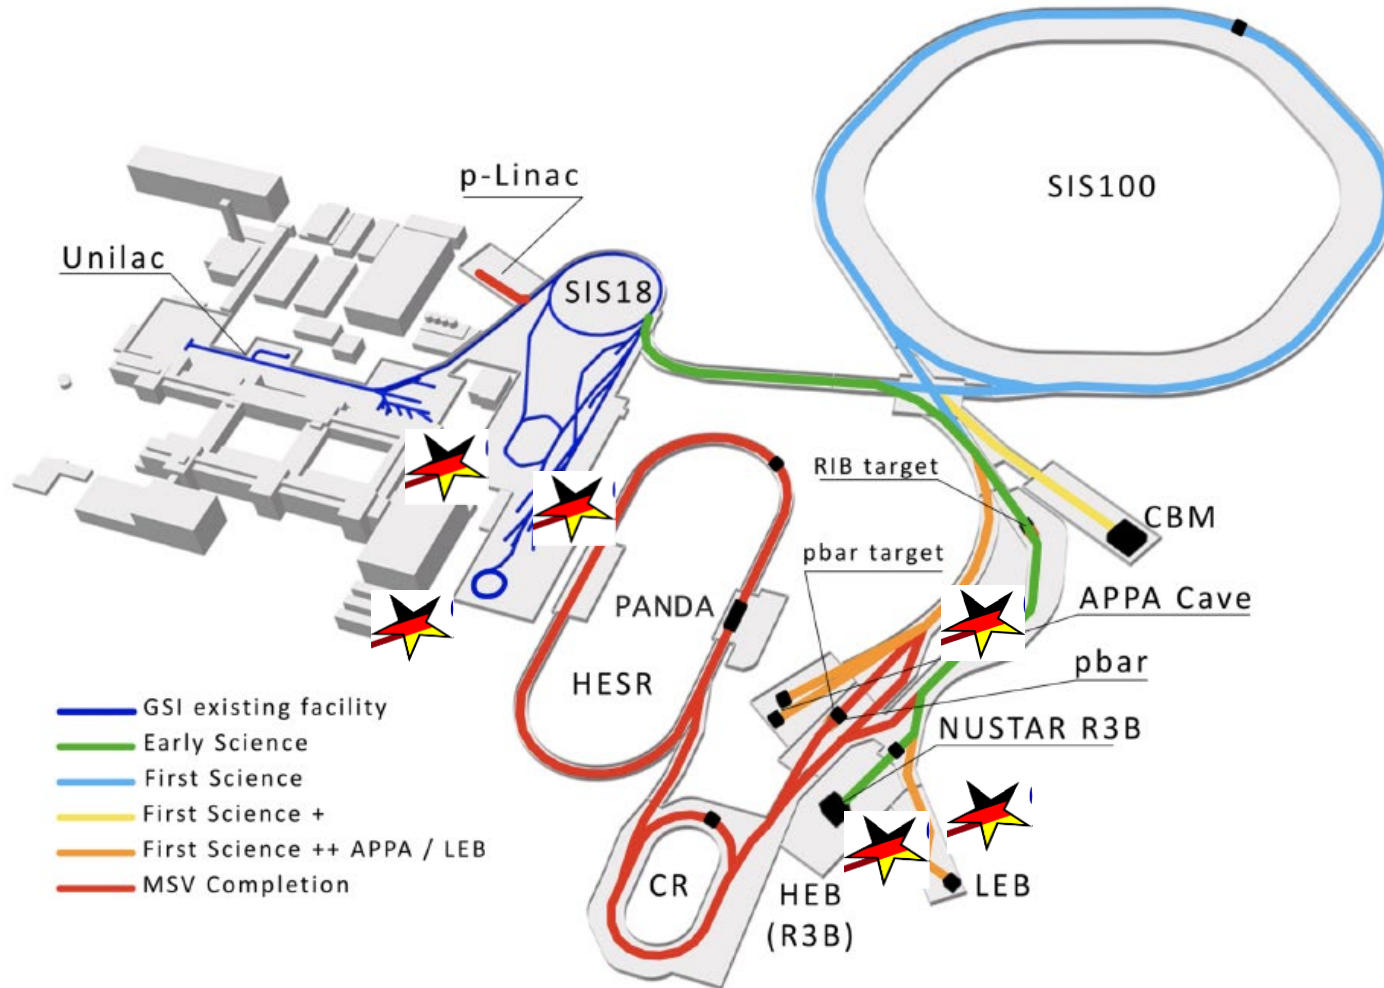 SIS100
p-Linac
Unilac
SIS18
RIB target
CBM
pbar target
APPA Cave
PANDA
pbar
HESR
NUSTAR R3B
GSI existing facility
Early Science
First Science
First Science +
First Science ++ APPA / LEB
MSV Completion
CR
HEB
(R3B)
LEB